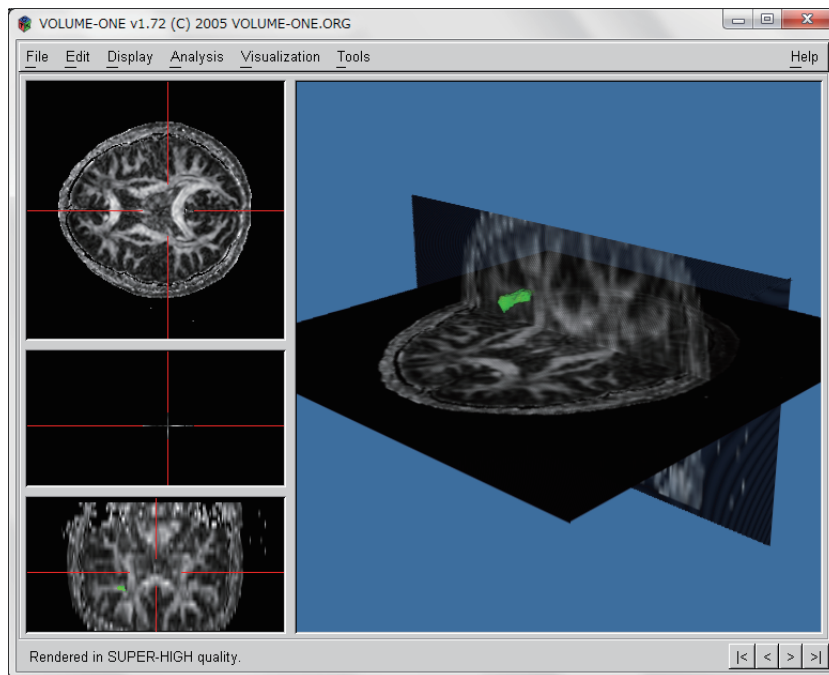 VOLUME-ONE v1.72 (C) 2005 VOLUME-ONE.ORG
File Edit Display Analysis Visualization Tools Help
Rendered in SUPER-HIGH quality. |< < > >|